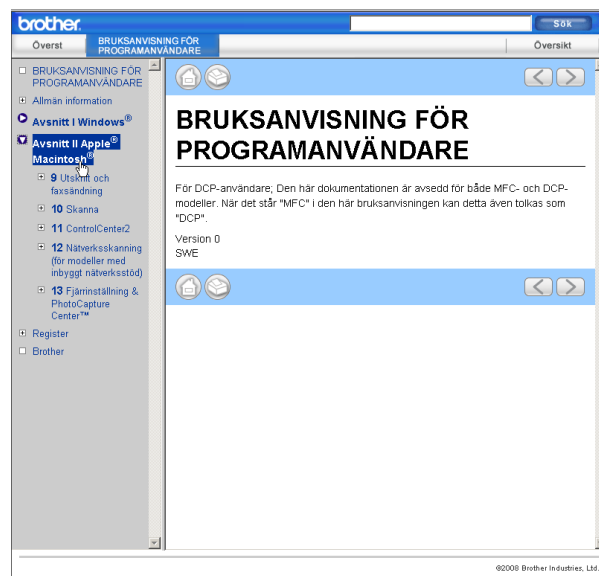 brother.
Sök
Överst
BRUKSANVISNING FÖR
PROGRAMANVÄNDARE
Översikt
BRUKSANVISNING FÖR
PROGRAMANVÄNDARE
Allmän information
Avsnitt I Windows®
Avsnitt II Apple®
Macintosh®
9 Utskrift och
faxsändning
10 Skanna
11 ControlCenter2
12 Nätverksskanning
(för modeller med
inbyggt nätverksstöd)
13 Fjärrinställning &
PhotoCapture
Center™
Register
Brother
BRUKSANVISNING FÖR
PROGRAMANVÄNDARE
För DCP-användare; Den här dokumentationen är avsedd för både MFC- och DCP-
modeller. När det står "MFC" i den här bruksanvisningen kan detta även tolkas som
"DCP".
Version 0
SWE
©2008 Brother Industries, Ltd.